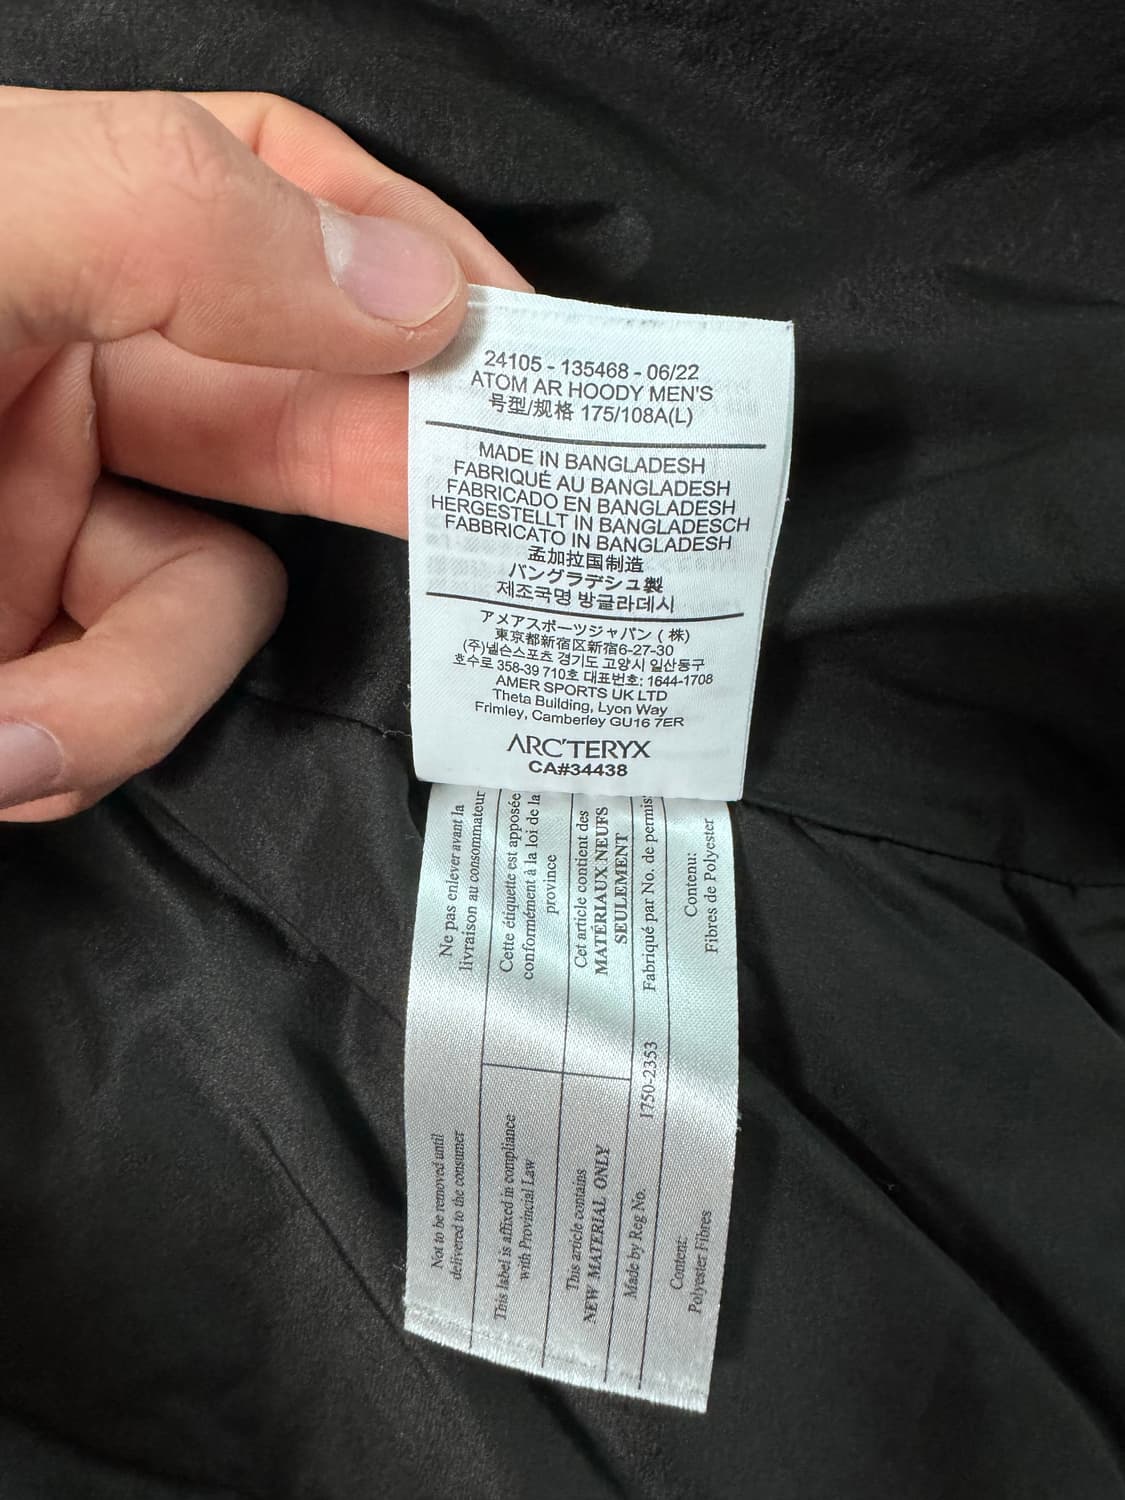 24105 - 135468 - 06/22
ATOM AR HOODY MEN'S
号型/规格 175/108A(L)
MADE IN BANGLADESH
FABRIQUÉ AU BANGLADESH
FABRICADO EN BANGLADESH
HERGESTELLT IN BANGLADESCH
FABBRICATO IN BANGLADESH
孟加拉国制造
バングラデシュ製
제조국명 방글라데시
アメアスポーツジャパン (株)
東京都新宿区新宿6-27-30
(주)넬슨스포츠 경기도 고양시 일산동구
호수로 358-39 710호 대표번호: 1644-1708
AMER SPORTS UK LTD
Theta Building, Lyon Way
Frimley, Camberley GU16 7ER
ARC'TERYX
CA#34438
Ne pas enlever avant la
livraison au consommateur
Cette étiquette est apposée
conformément à la loi de la
province
Cet article contient des
MATERIAUX NEUFS
SEULEMENT
Fabriqué par No. de permis
Contenu:
Fibres de Polyester
1750-2353
Not to be removed until
delivered to the consumer
This label is affixed in compliance
with Provincial Law
This article contains
NEW MATERIAL ONLY
Made by Reg No.
Content:
Polyester Fibres